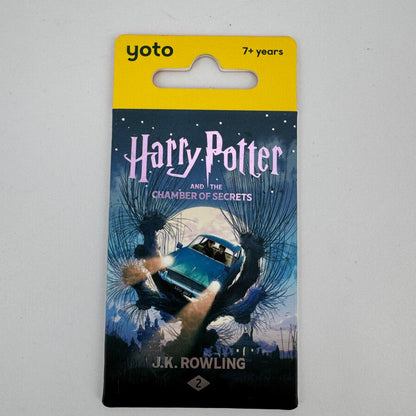 yoto
7+ years
Harry Potter
AND THE
CHAMBER OF SECRETS
J.K. ROWLING
2